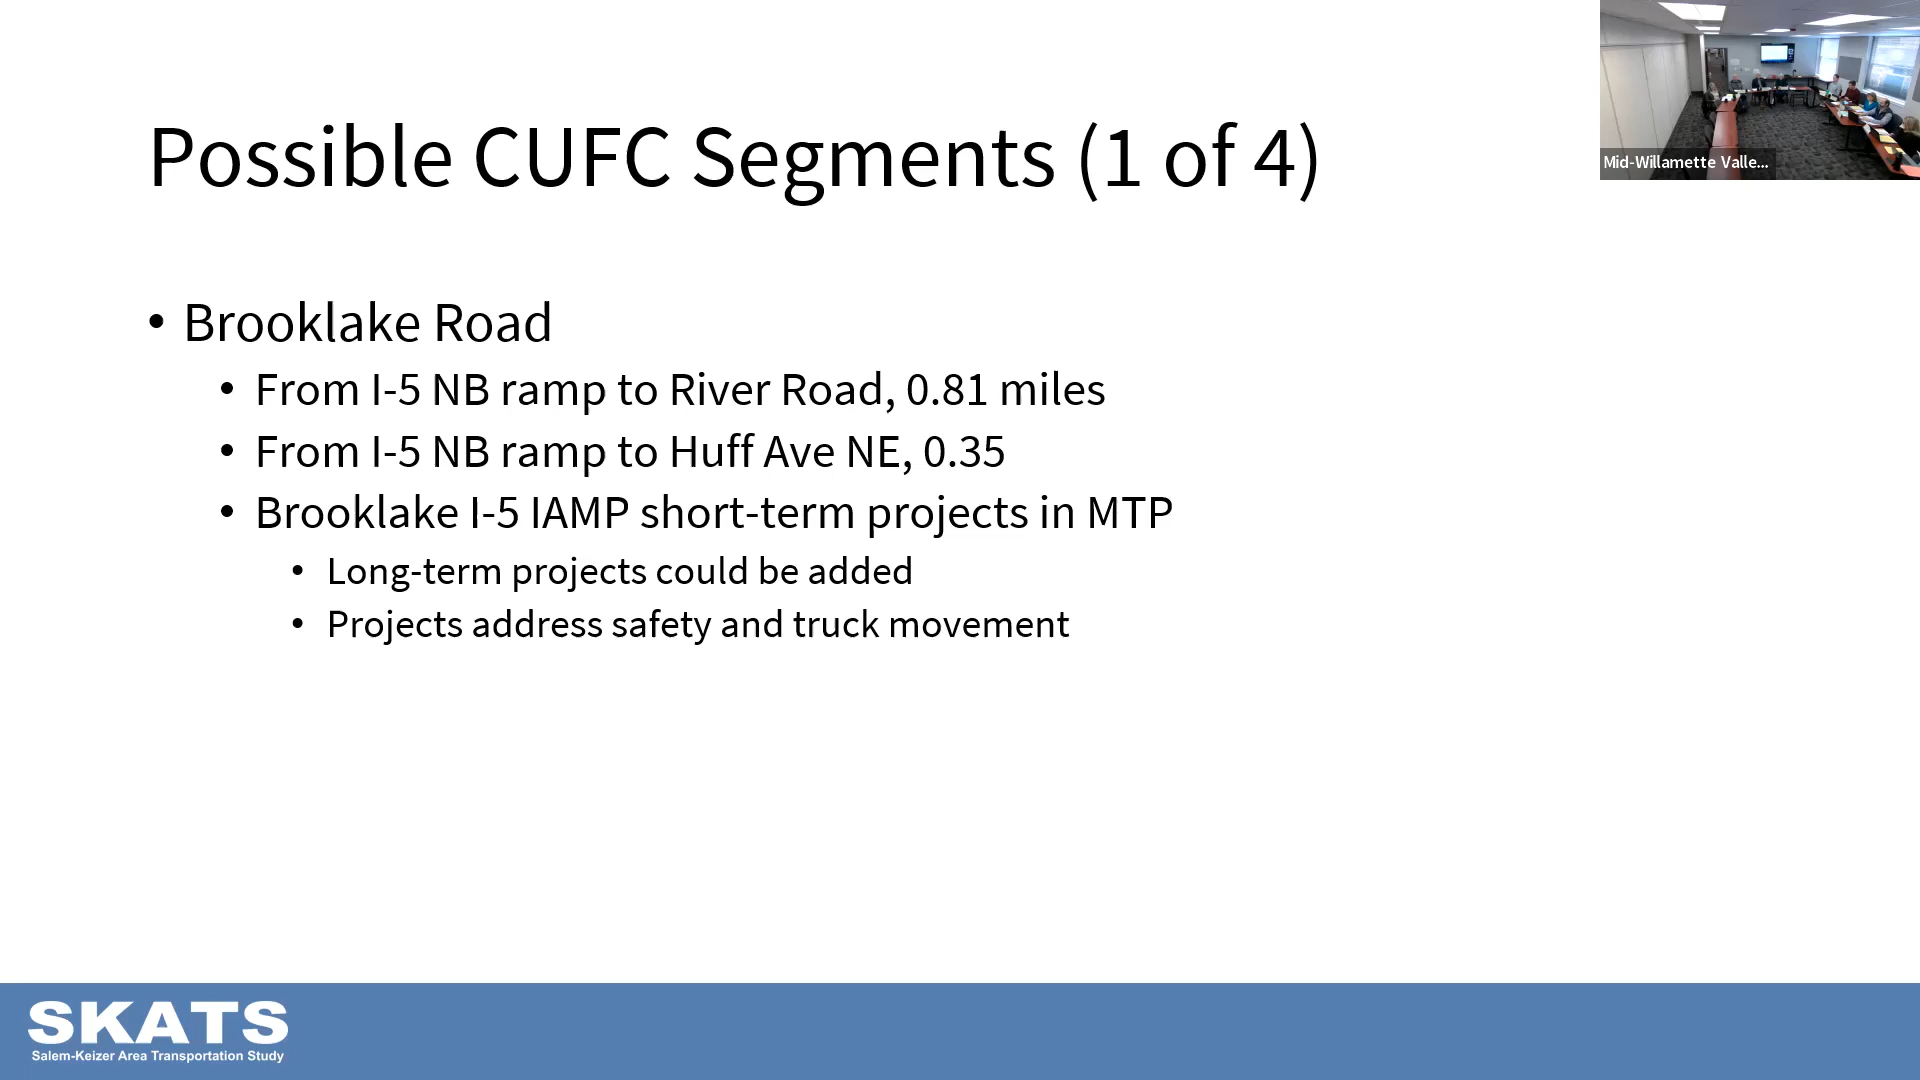 Possible CUFC Segments (1 of 4)
• Brooklake Road
• From I-5 NB ramp to River Road, 0.81 miles
• From I-5 NB ramp to Huff Ave NE, 0.35
• Brooklake I-5 IAMP short-term projects in MTP
• Long-term projects could be added
• Projects address safety and truck movement
Mid-Willamette Valle...
SKATS
Salem-Keizer Area Transportation Study